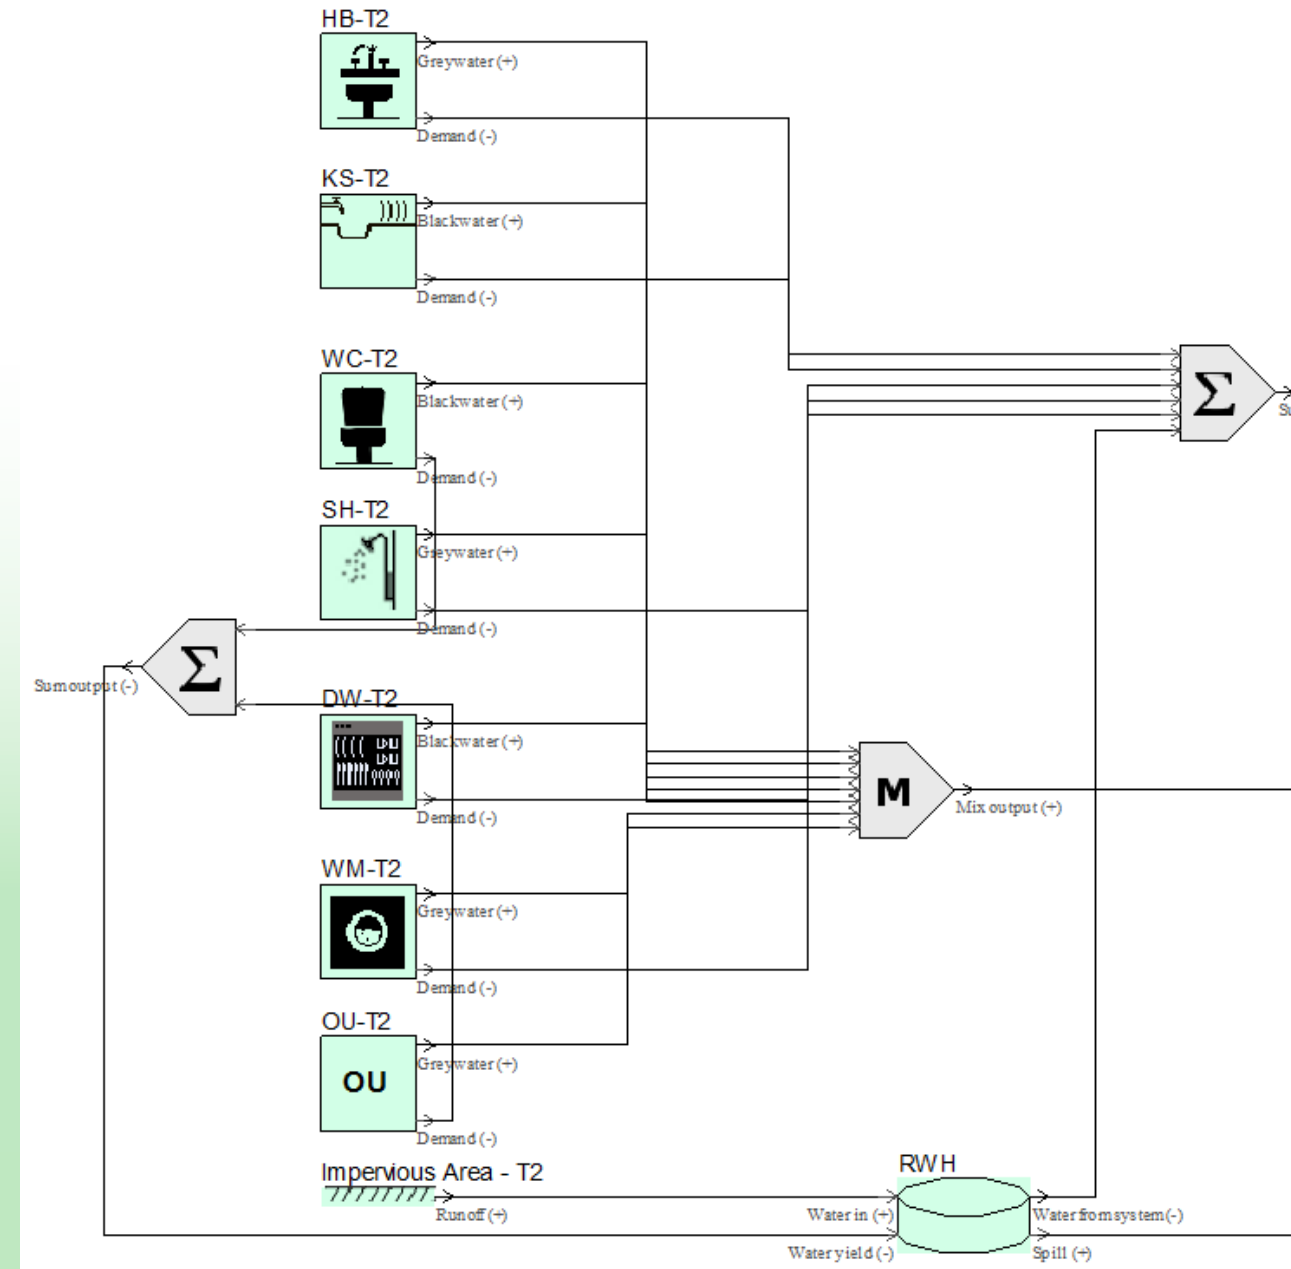 HB-T2
Greywater (+)
Demand (-)
KS-T2
Blackwater (+)
Demand (-)
WC-T2
Blackwater (+)
Demand (-)
SH-T2
Greywater (+)
Demand (-)
Σ
Σ
Sum output (-)
DW-T2
Blackwater (+)
Demand (-)
M
Mix output (+)
WM-T2
Greywater (+)
Demand (-)
OU-T2
OU
Greywater (+)
Demand (-)
Impervious Area - T2
Runoff (+)
RWH
Water in (+)
Water from system (-)
Water yield (-)
Spill (+)